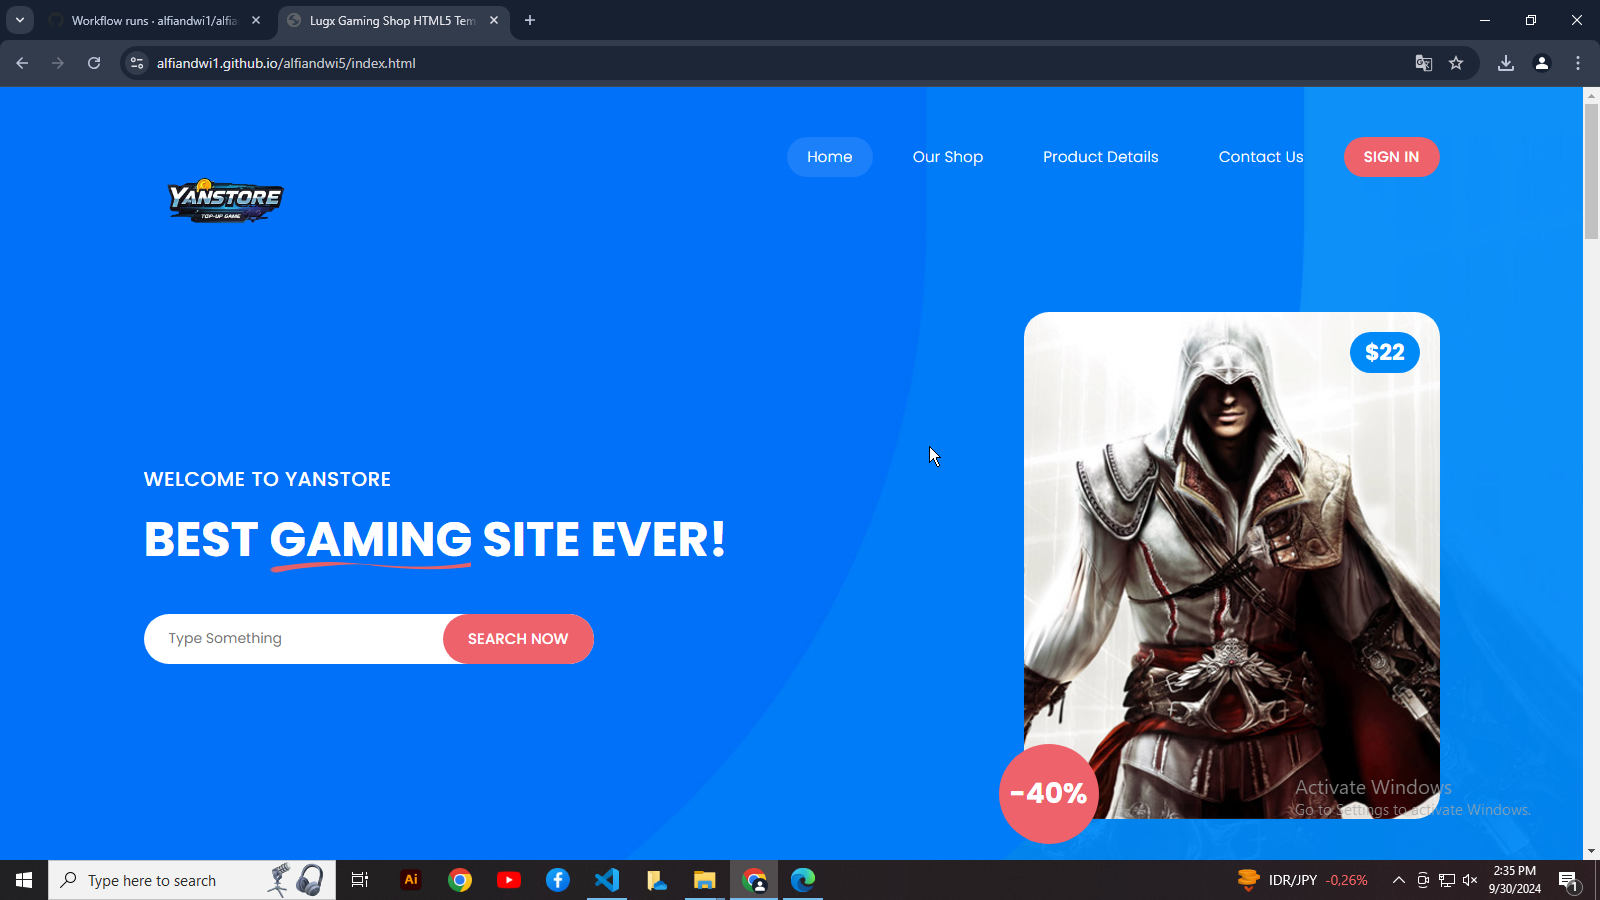 Workflow runs · alfiandwi1/alfia
Lugx Gaming Shop HTML5 Tem
alfiandwi1.github.io/alfiandwi5/index.html
Home
Our Shop
Product Details
Contact Us
SIGN IN
YANSTORE
TOP-UP GAME
$22
WELCOME TO YANSTORE
BEST GAMING SITE EVER!
Type Something
SEARCH NOW
-40%
Activate Windows
Go to Settings to activate Windows.
Type here to search
Ai
IDR/JPY -0,26%
2:35 PM
9/30/2024
1